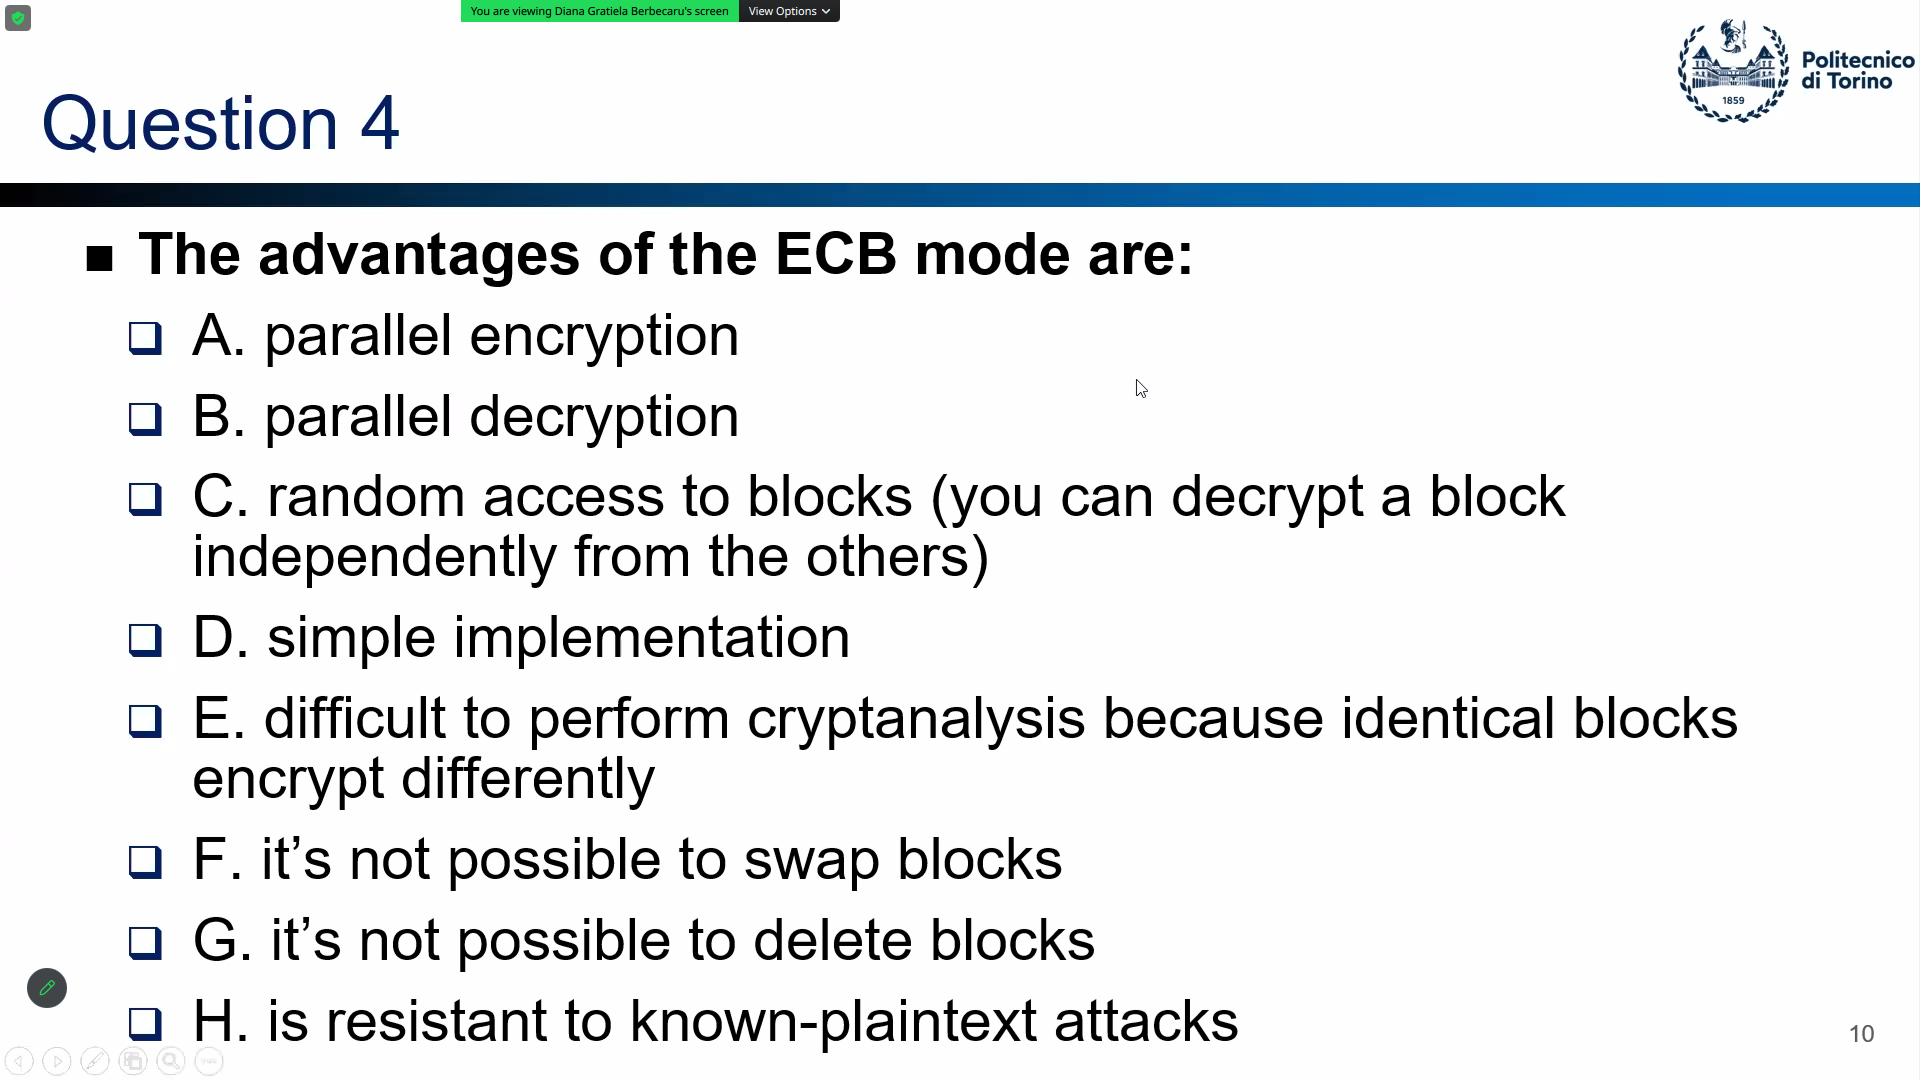 You are viewing Diana Gratiela Berbecaru's screen
View Options
Politecnico
di Torino
1859
Question 4
The advantages of the ECB mode are:
A. parallel encryption
B. parallel decryption
C. random access to blocks (you can decrypt a block
independently from the others)
D. simple implementation
E. difficult to perform cryptanalysis because identical blocks
encrypt differently
F. it’s not possible to swap blocks
G. it’s not possible to delete blocks
H. is resistant to known-plaintext attacks
10